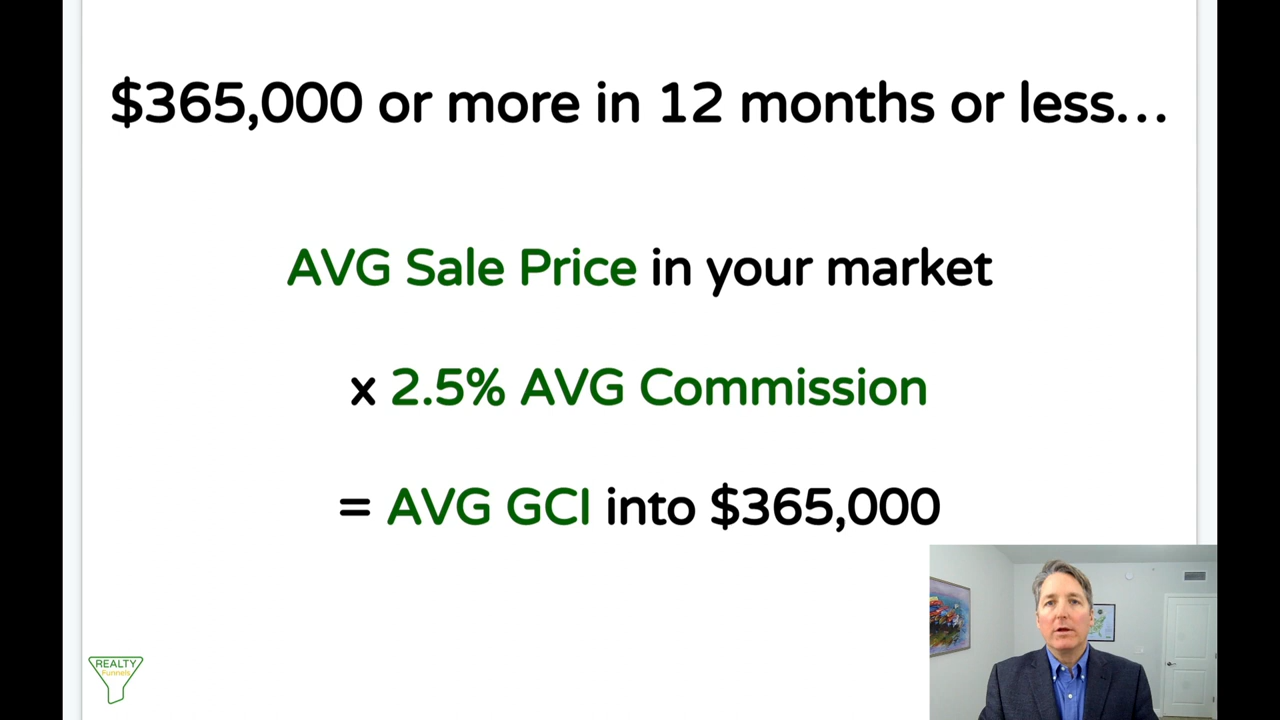 $365,000 or more in 12 months or less...
AVG Sale Price in your market
x 2.5% AVG Commission
= AVG GCI into $365,000
REALTY
Funnels